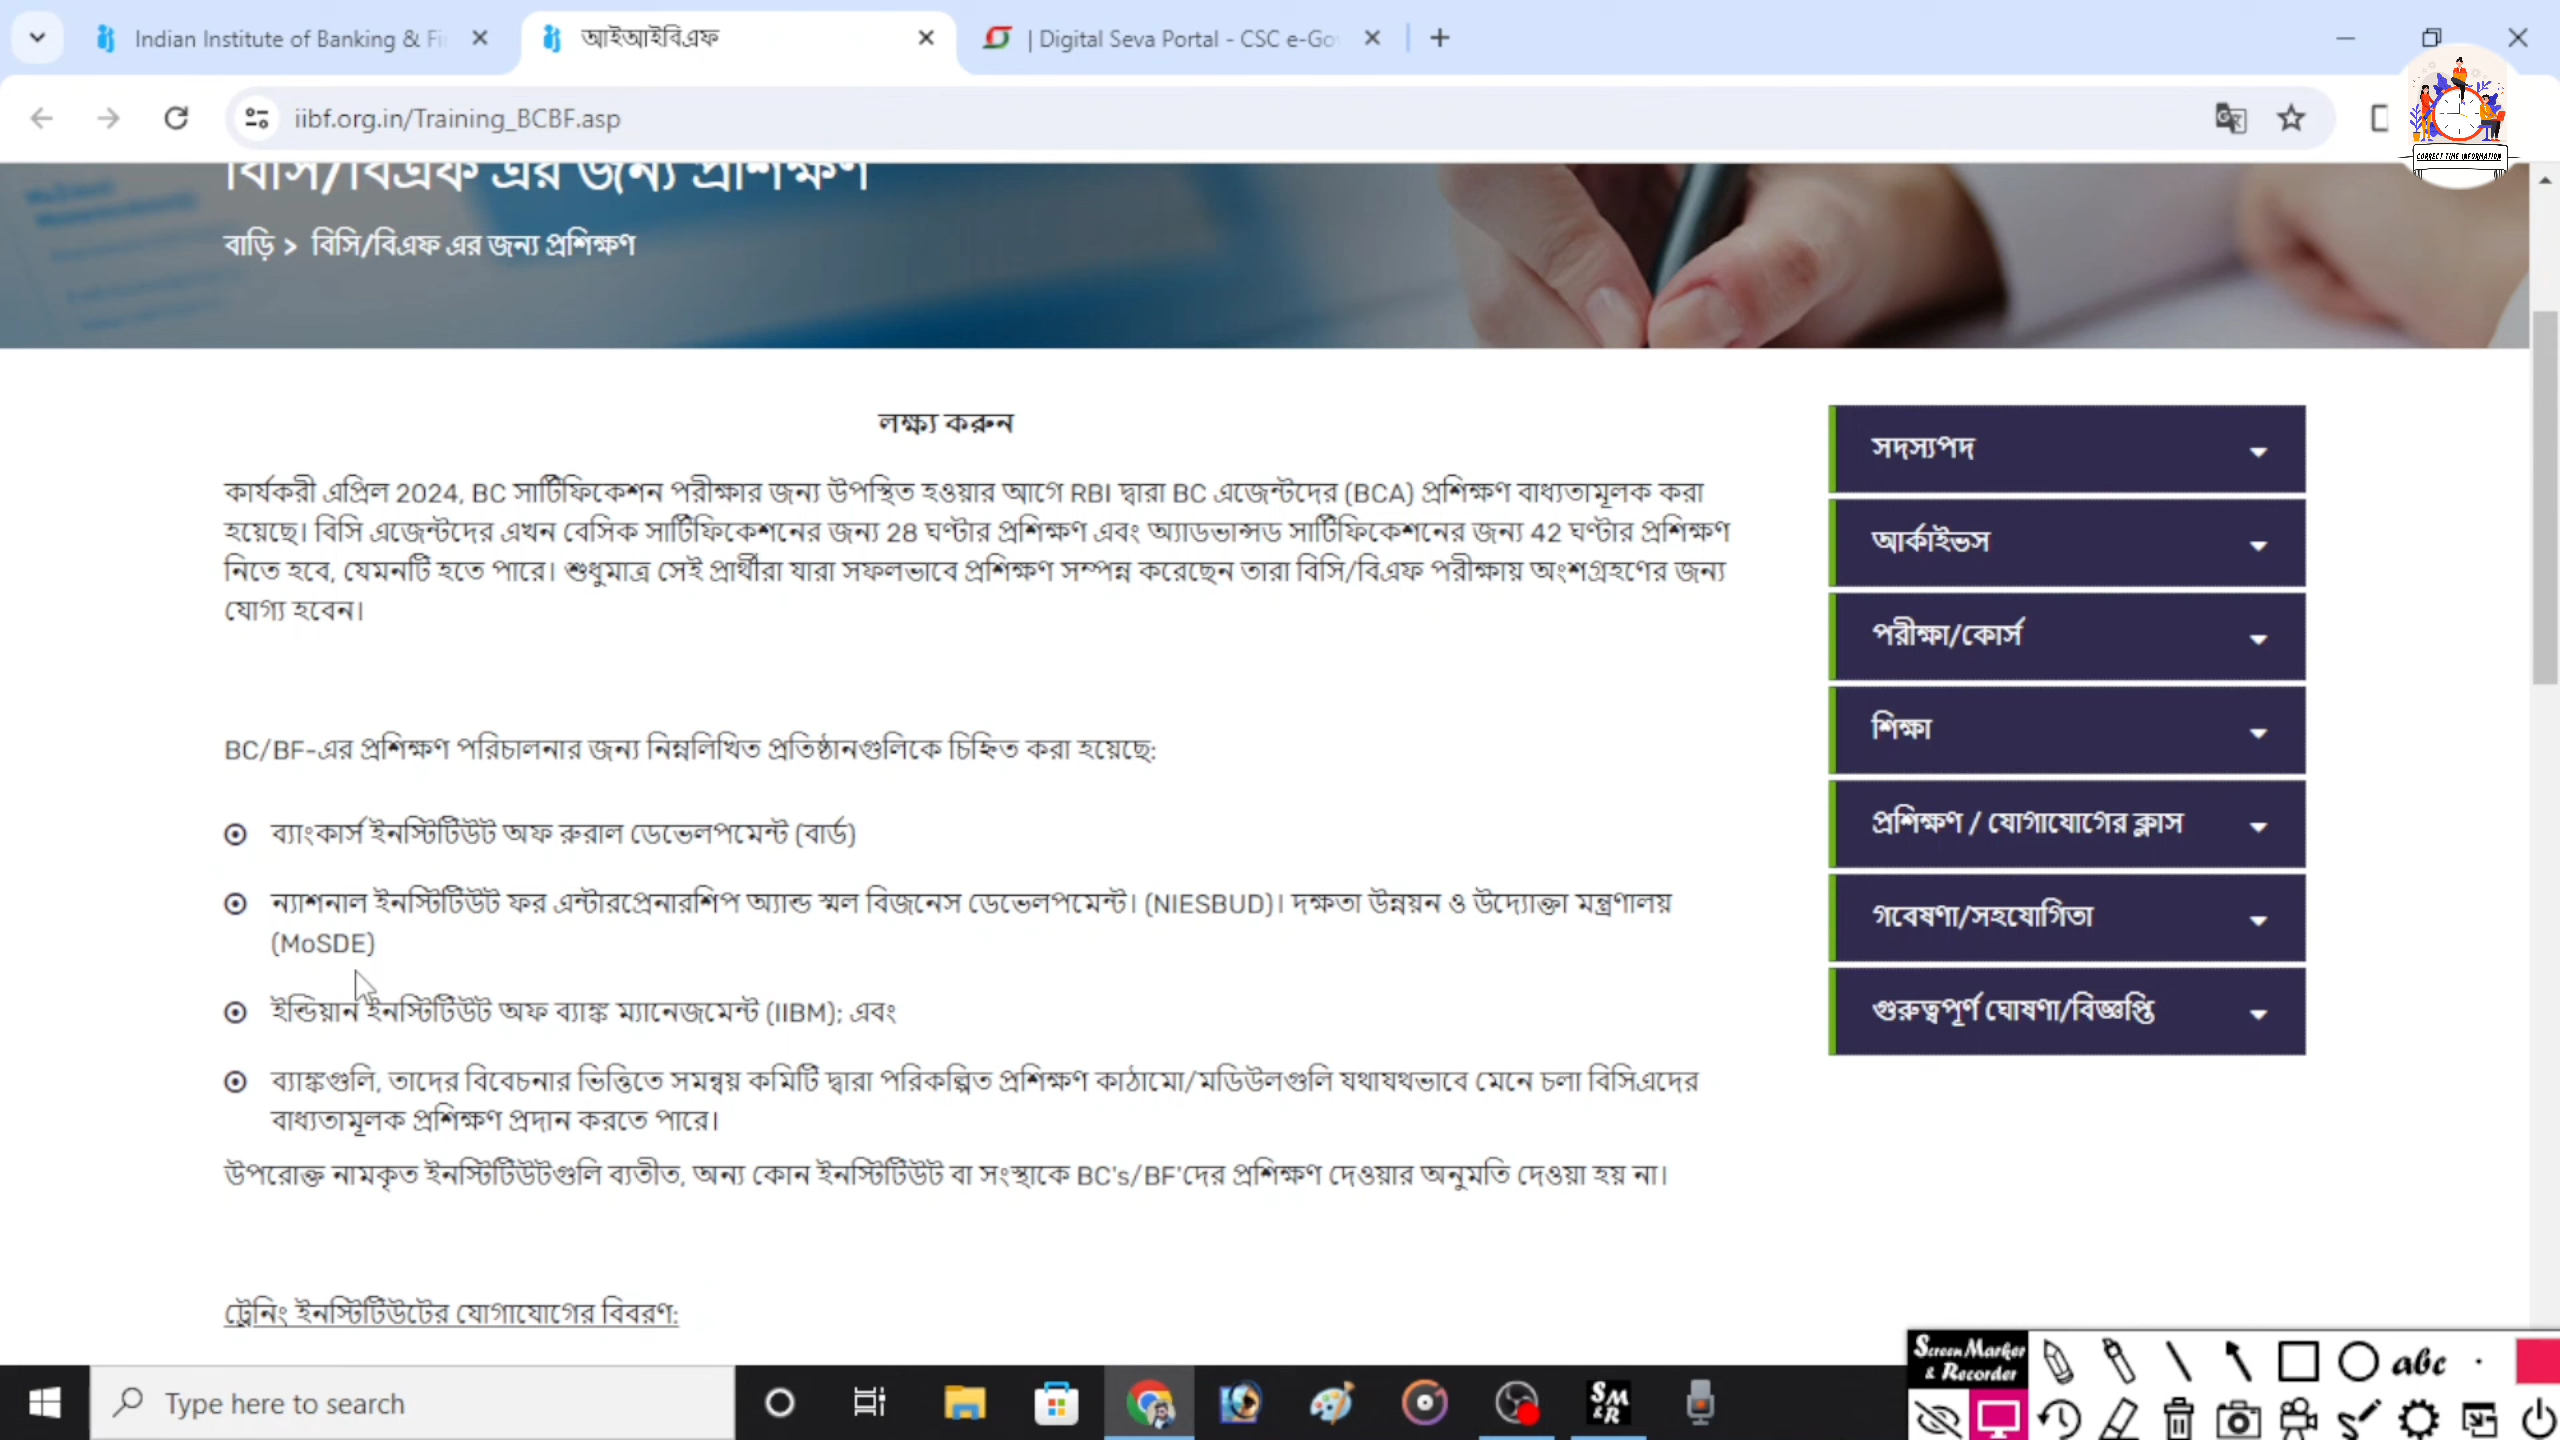 Indian Institute of Banking & Fi
আইআইবিএফ
| Digital Seva Portal - CSC e-Go
iibf.org.in/Training_BCBF.asp
CORRECT TIME INFORMATION
বিসি/বিএফ এর জন্য প্রশিক্ষণ
বাড়ি > বিসি/বিএফ এর জন্য প্রশিক্ষণ
লক্ষ্য করুন
কার্যকরী এপ্রিল 2024, BC সার্টিফিকেশন পরীক্ষার জন্য উপস্থিত হওয়ার আগে RBI দ্বারা BC এজেন্টদের (BCA) প্রশিক্ষণ বাধ্যতামূলক করা
হয়েছে। বিসি এজেন্টদের এখন বেসিক সার্টিফিকেশনের জন্য 28 ঘণ্টার প্রশিক্ষণ এবং অ্যাডভান্সড সার্টিফিকেশনের জন্য 42 ঘণ্টার প্রশিক্ষণ
নিতে হবে, যেমনটি হতে পারে। শুধুমাত্র সেই প্রার্থীরা যারা সফলভাবে প্রশিক্ষণ সম্পন্ন করেছেন তারা বিসি/বিএফ পরীক্ষায় অংশগ্রহণের জন্য
যোগ্য হবেন।
BC/BF-এর প্রশিক্ষণ পরিচালনার জন্য নিম্নলিখিত প্রতিষ্ঠানগুলিকে চিহ্নিত করা হয়েছে:
ব্যাংকার্স ইনস্টিটিউট অফ রুরাল ডেভেলপমেন্ট (বার্ড)
ন্যাশনাল ইনস্টিটিউট ফর এন্টারপ্রেনারশিপ অ্যান্ড স্মল বিজনেস ডেভেলপমেন্ট। (NIESBUD)। দক্ষতা উন্নয়ন ও উদ্যোক্তা মন্ত্রণালয়
(MoSDE)
ইন্ডিয়ান ইনস্টিটিউট অফ ব্যাঙ্ক ম্যানেজমেন্ট (IIBM); এবং
ব্যাঙ্কগুলি, তাদের বিবেচনার ভিত্তিতে সমন্বয় কমিটি দ্বারা পরিকল্পিত প্রশিক্ষণ কাঠামো/মডিউলগুলি যথাযথভাবে মেনে চলা বিসিএদের
বাধ্যতামূলক প্রশিক্ষণ প্রদান করতে পারে।
উপরোক্ত নামকৃত ইনস্টিটিউটগুলি ব্যতীত, অন্য কোন ইনস্টিটিউট বা সংস্থাকে BC's/BF'দের প্রশিক্ষণ দেওয়ার অনুমতি দেওয়া হয় না।
ট্রেনিং ইনস্টিটিউটের যোগাযোগের বিবরণ:
সদস্যপদ
আর্কাইভস
পরীক্ষা/কোর্স
শিক্ষা
প্রশিক্ষণ / যোগাযোগের ক্লাস
গবেষণা/সহযোগিতা
গুরুত্বপূর্ণ ঘোষণা/বিজ্ঞপ্তি
Screen Marker
& Recorder
abc
Type here to search
SM
&R